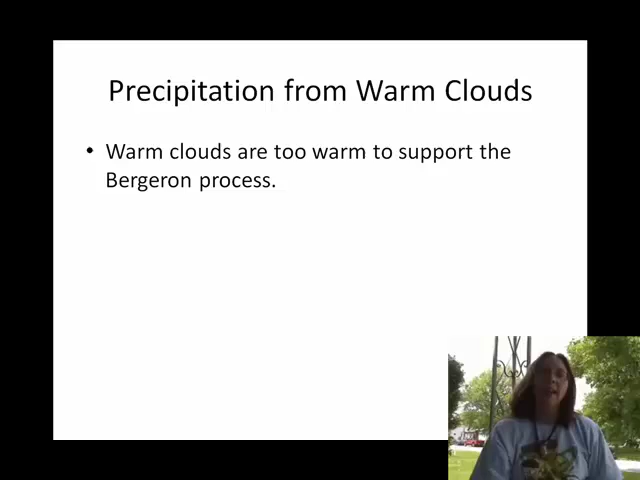 Precipitation from Warm Clouds
• Warm clouds are too warm to support the
Bergeron process.